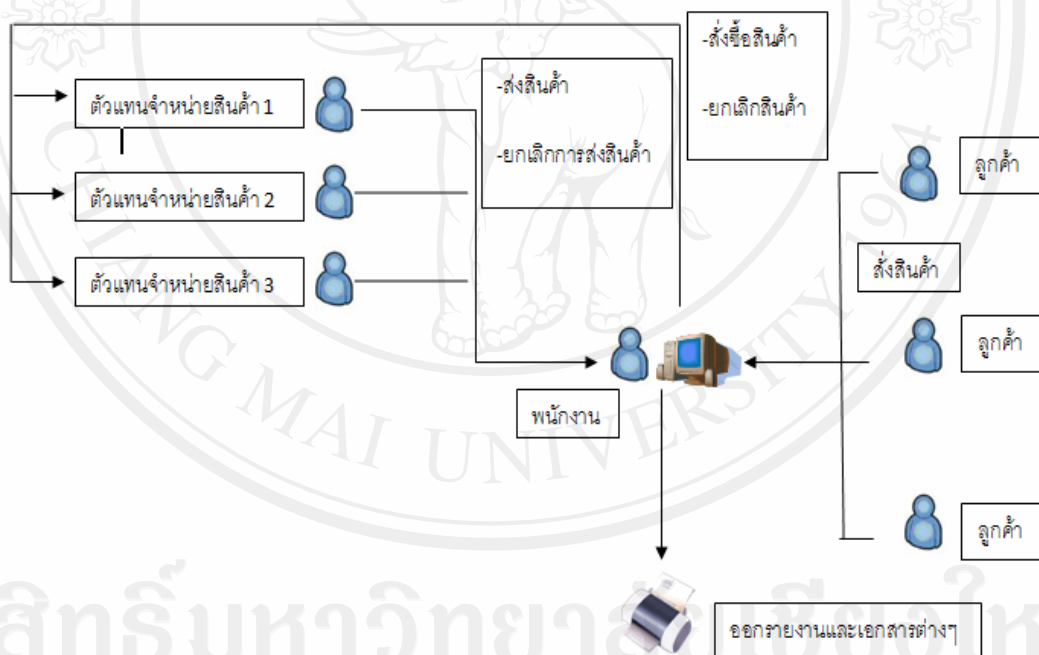 -สั่งซื้อสินค้า
-ยกเลิกสินค้า
-ส่งสินค้า
-ยกเลิกการส่งสินค้า
ตัวแทนจำหน่ายสินค้า 1
ตัวแทนจำหน่ายสินค้า 2
ตัวแทนจำหน่ายสินค้า 3
ลูกค้า
สั่งสินค้า
ลูกค้า
พนักงาน
ลูกค้า
ออกรายงานและเอกสารต่างๆ
CHIANG MAI UNIVERSITY 1964